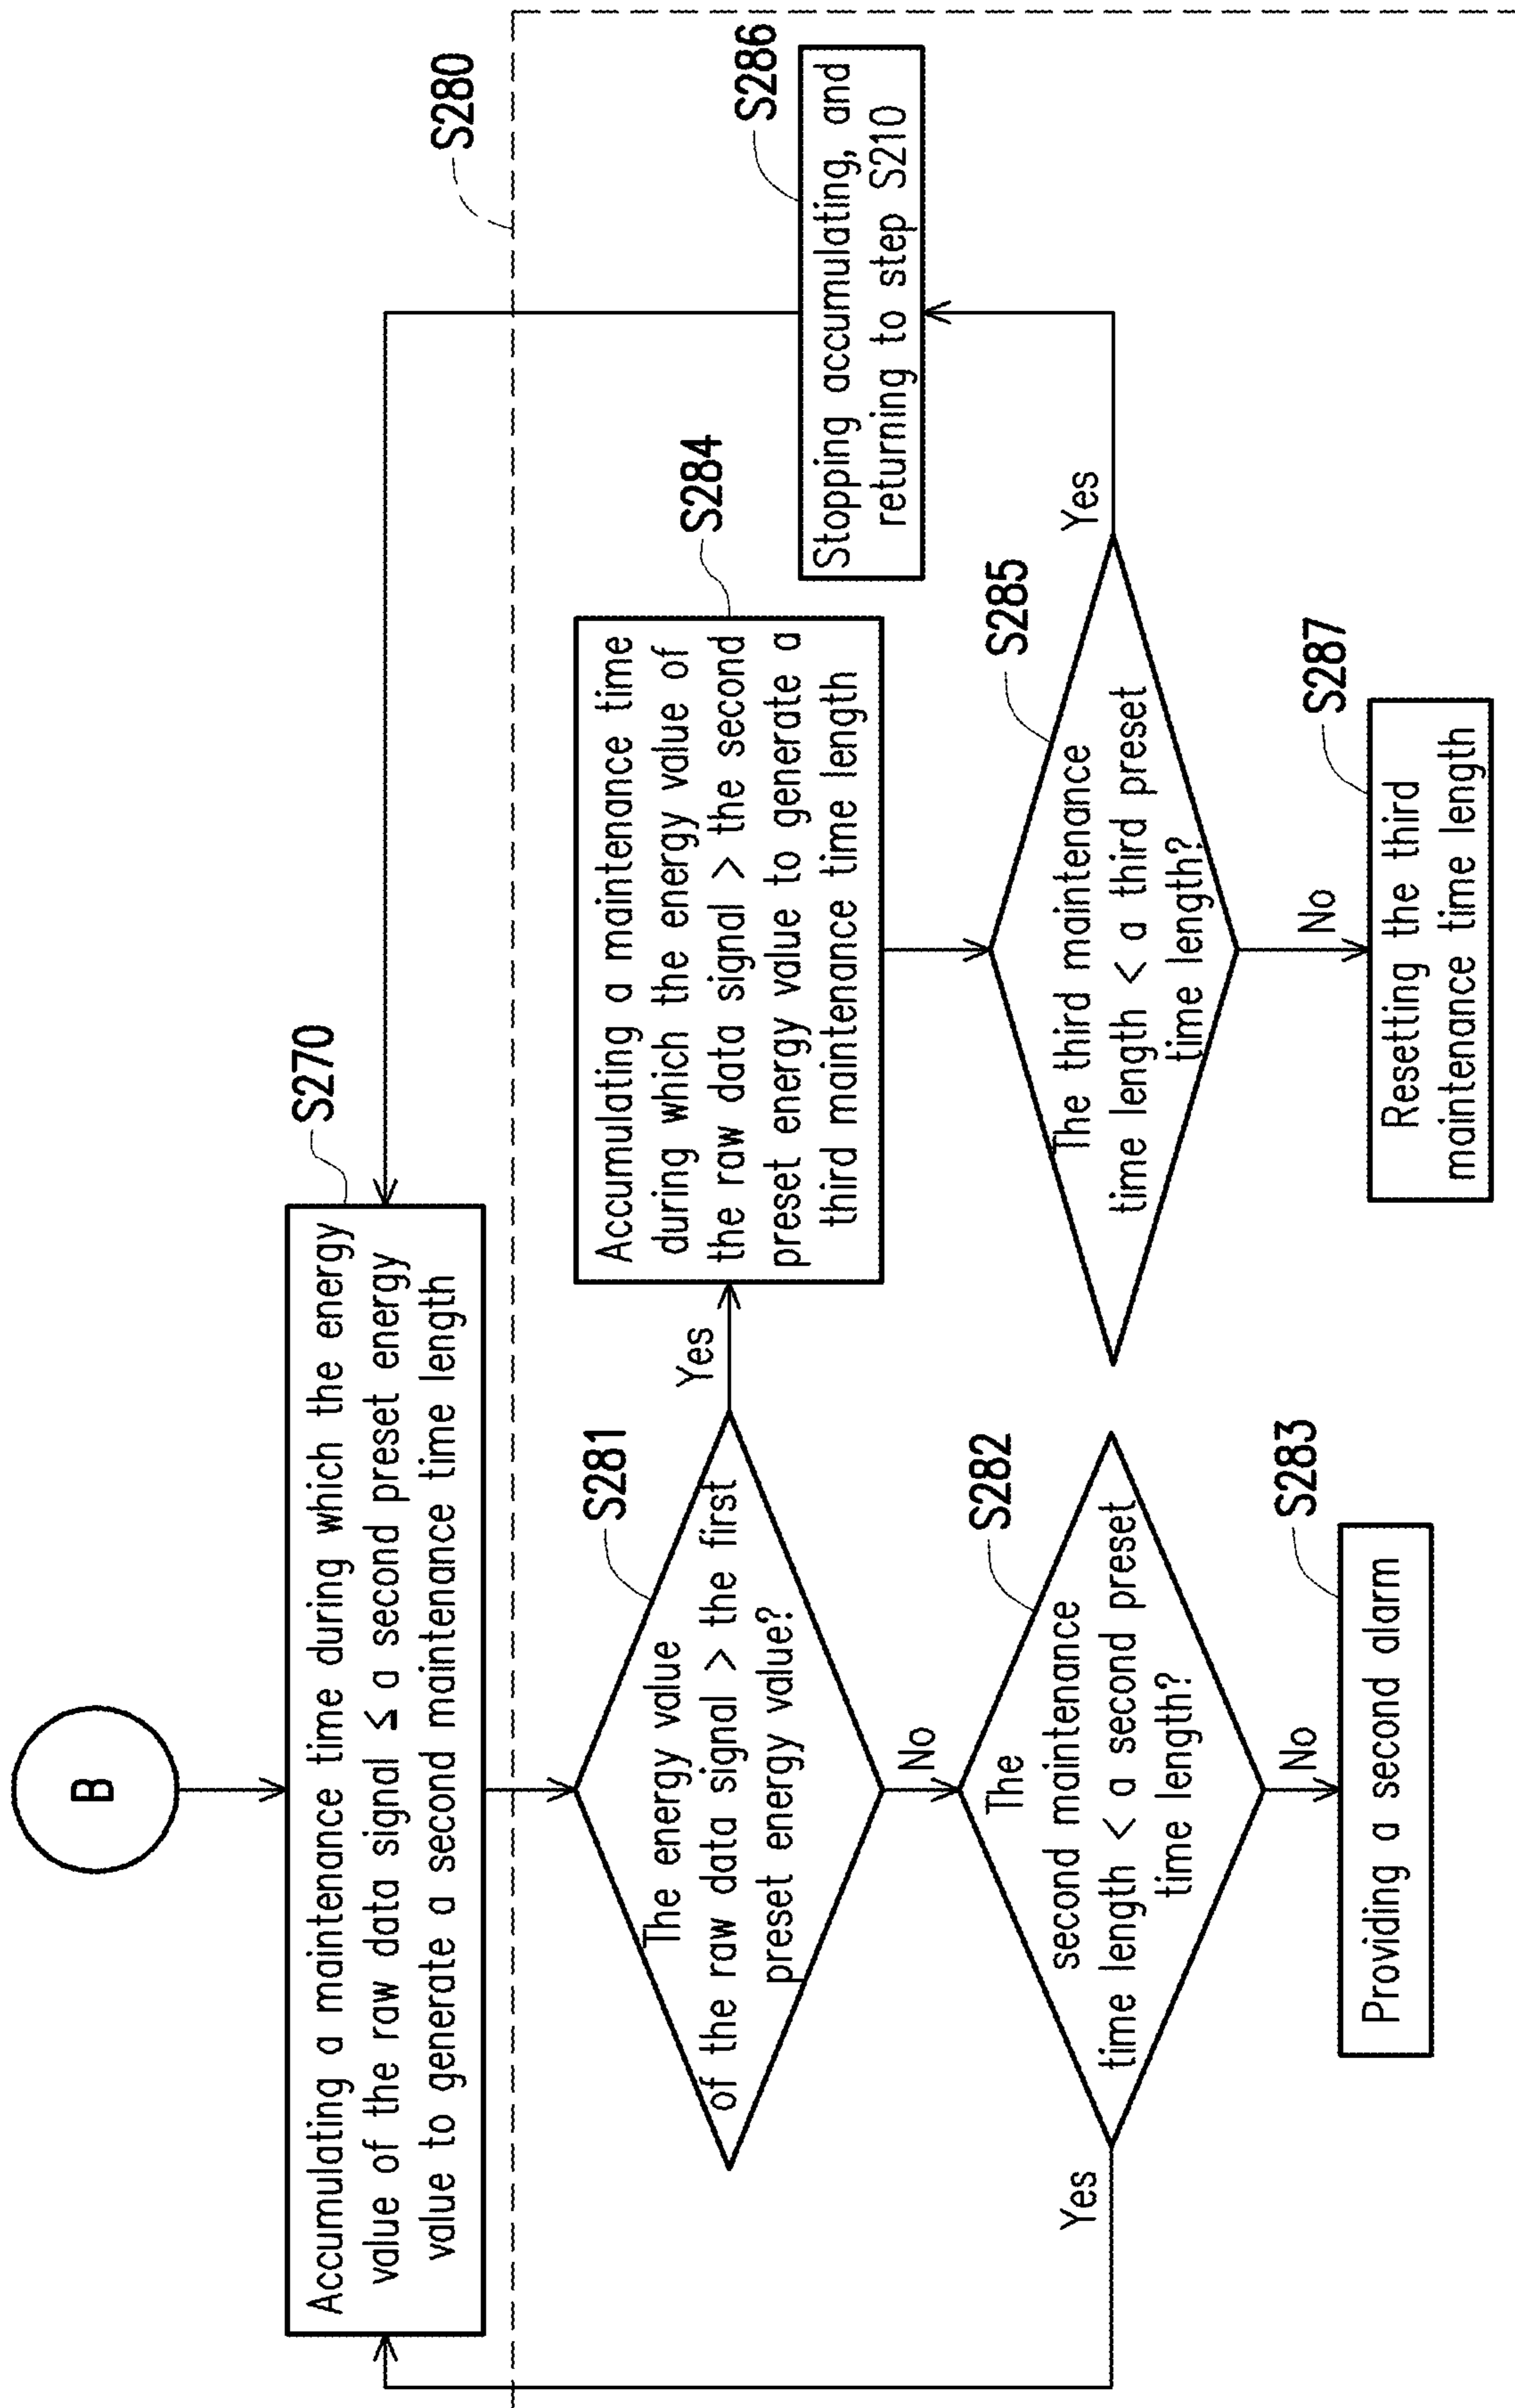 B
S270
Accumulating a maintenance time during which the energy
value of the raw data signal ≤ a second preset energy
value to generate a second maintenance time length
S280
S281
The energy value
of the raw data signal > the first
preset energy value?
Yes
No
S282
The
second maintenance
time length < a second preset
time length?
Yes
No
S283
Providing a second alarm
S284
Accumulating a maintenance time
during which the energy value of
the raw data signal > the second
preset energy value to generate a
third maintenance time length
S285
The third maintenance
time length < a third preset
time length?
Yes
No
S286
Stopping accumulating, and
returning to step S210
S287
Resetting the third
maintenance time length